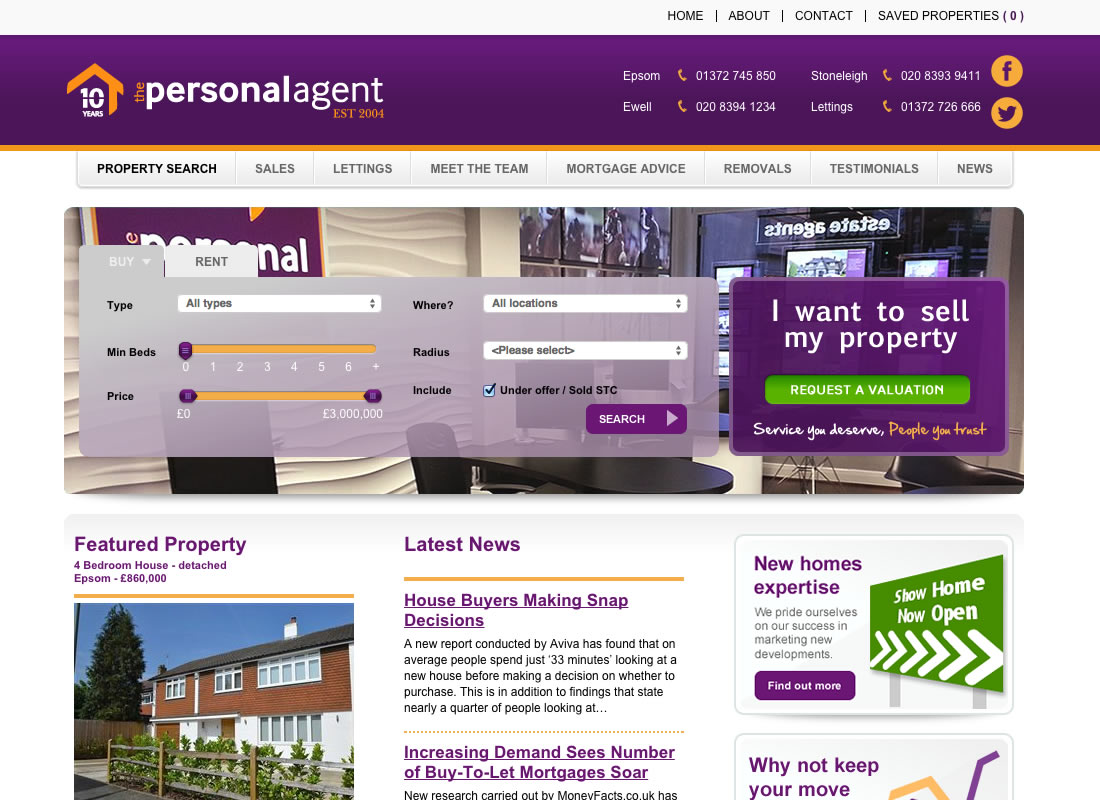 HOME | ABOUT | CONTACT | SAVED PROPERTIES ( 0 )
10
YEARS
the personalagent
EST 2004
Epsom 01372 745 850 Stoneleigh 020 8393 9411
Ewell 020 8394 1234 Lettings 01372 726 666
PROPERTY SEARCH SALES LETTINGS MEET THE TEAM MORTGAGE ADVICE REMOVALS TESTIMONIALS NEWS
personal
estate agents
BUY RENT
Type All types Where? All locations
Min Beds Radius <Please select>
0 1 2 3 4 5 6 +
Price Include Under offer / Sold STC
£0 £3,000,000
SEARCH
I want to sell
my property
REQUEST A VALUATION
Service you deserve, People you trust
Featured Property
4 Bedroom House - detached
Epsom - £860,000
Latest News
House Buyers Making Snap
Decisions
A new report conducted by Aviva has found that on
average people spend just ‘33 minutes’ looking at a
new house before making a decision on whether to
purchase. This is in addition to findings that state
nearly a quarter of people looking at…
Increasing Demand Sees Number
of Buy-To-Let Mortgages Soar
New research carried out by MoneyFacts.co.uk has
New homes
expertise
We pride ourselves
on our success in
marketing new
developments.
Find out more
Show Home
Now Open
Why not keep
your move